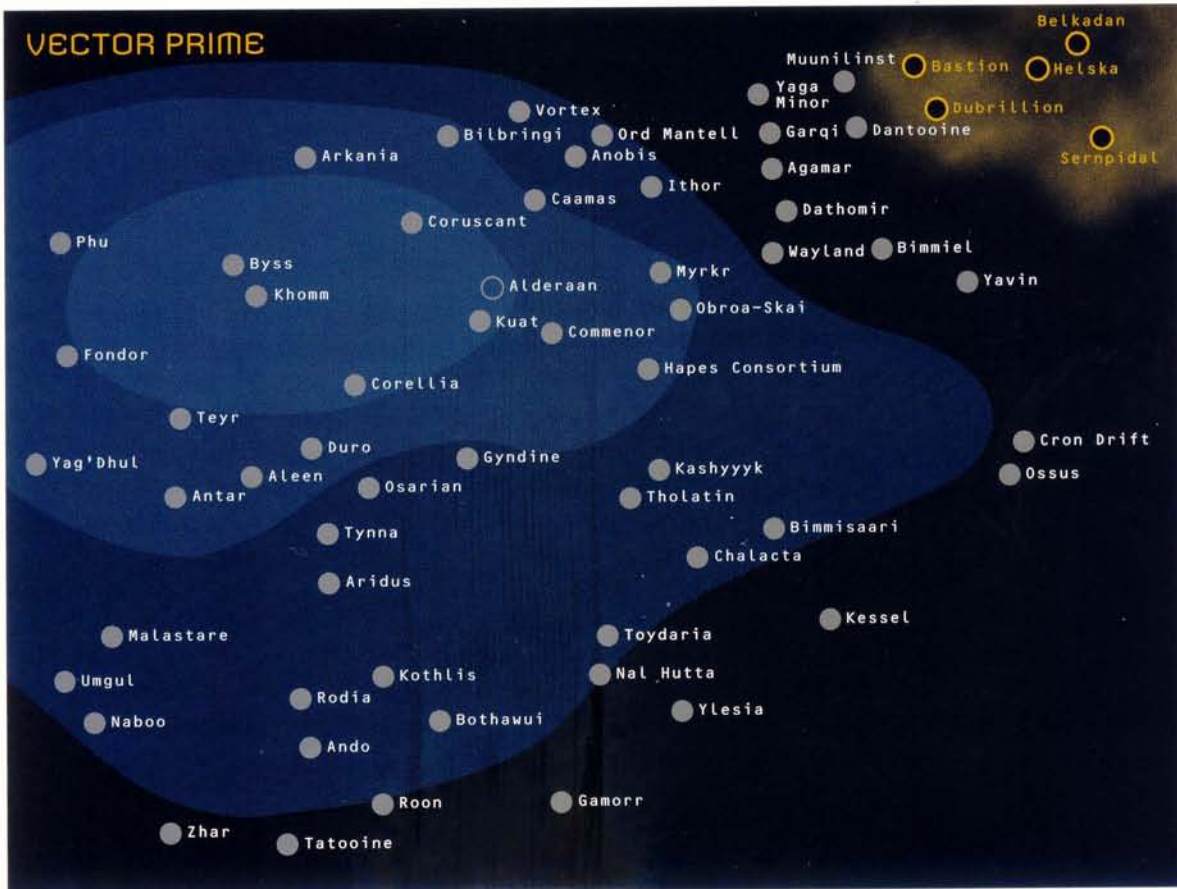 VECTOR PRIME
Belkadan
Muunilinst
Bastion
Helska
Yaga
Minor
Dubrillion
Vortex
Bilbringi
Ord Mantell
Garqi
Dantooine
Sernpidal
Arkania
Anobis
Agamar
Ithor
Caamas
Dathomir
Coruscant
Phu
Wayland
Bimmiel
Byss
Myrkr
Yavin
Khomm
Alderaan
Obroa-Skai
Kuat
Commenor
Fondor
Hapes Consortium
Corellia
Teyr
Cron Drift
Duro
Gyndine
Yag'Dhul
Kashyyyk
Ossus
Aleen
Osarian
Antar
Tholatin
Tynna
Bimmisaari
Chalacta
Aridus
Kessel
Malastare
Toydaria
Umgul
Kothlis
Nal Hutta
Rodia
Ylesia
Naboo
Bothawui
Ando
Roon
Gamorr
Zhar
Tatooine